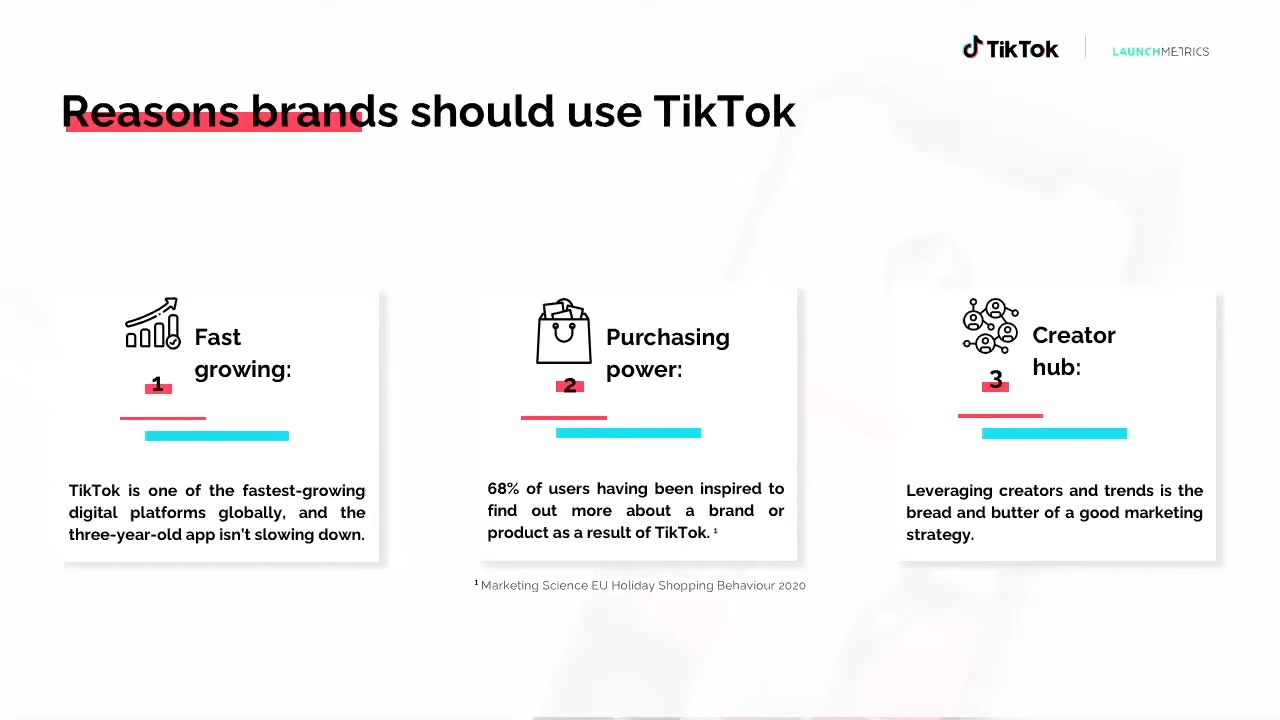 TikTok
LAUNCHMETRICS
Reasons brands should use TikTok
Fast
growing:
1
TikTok is one of the fastest-growing
digital platforms globally, and the
three-year-old app isn't slowing down.
Purchasing
power:
2
68% of users having been inspired to
find out more about a brand or
product as a result of TikTok. ¹
¹ Marketing Science EU Holiday Shopping Behaviour 2020
Creator
hub:
3
Leveraging creators and trends is the
bread and butter of a good marketing
strategy.